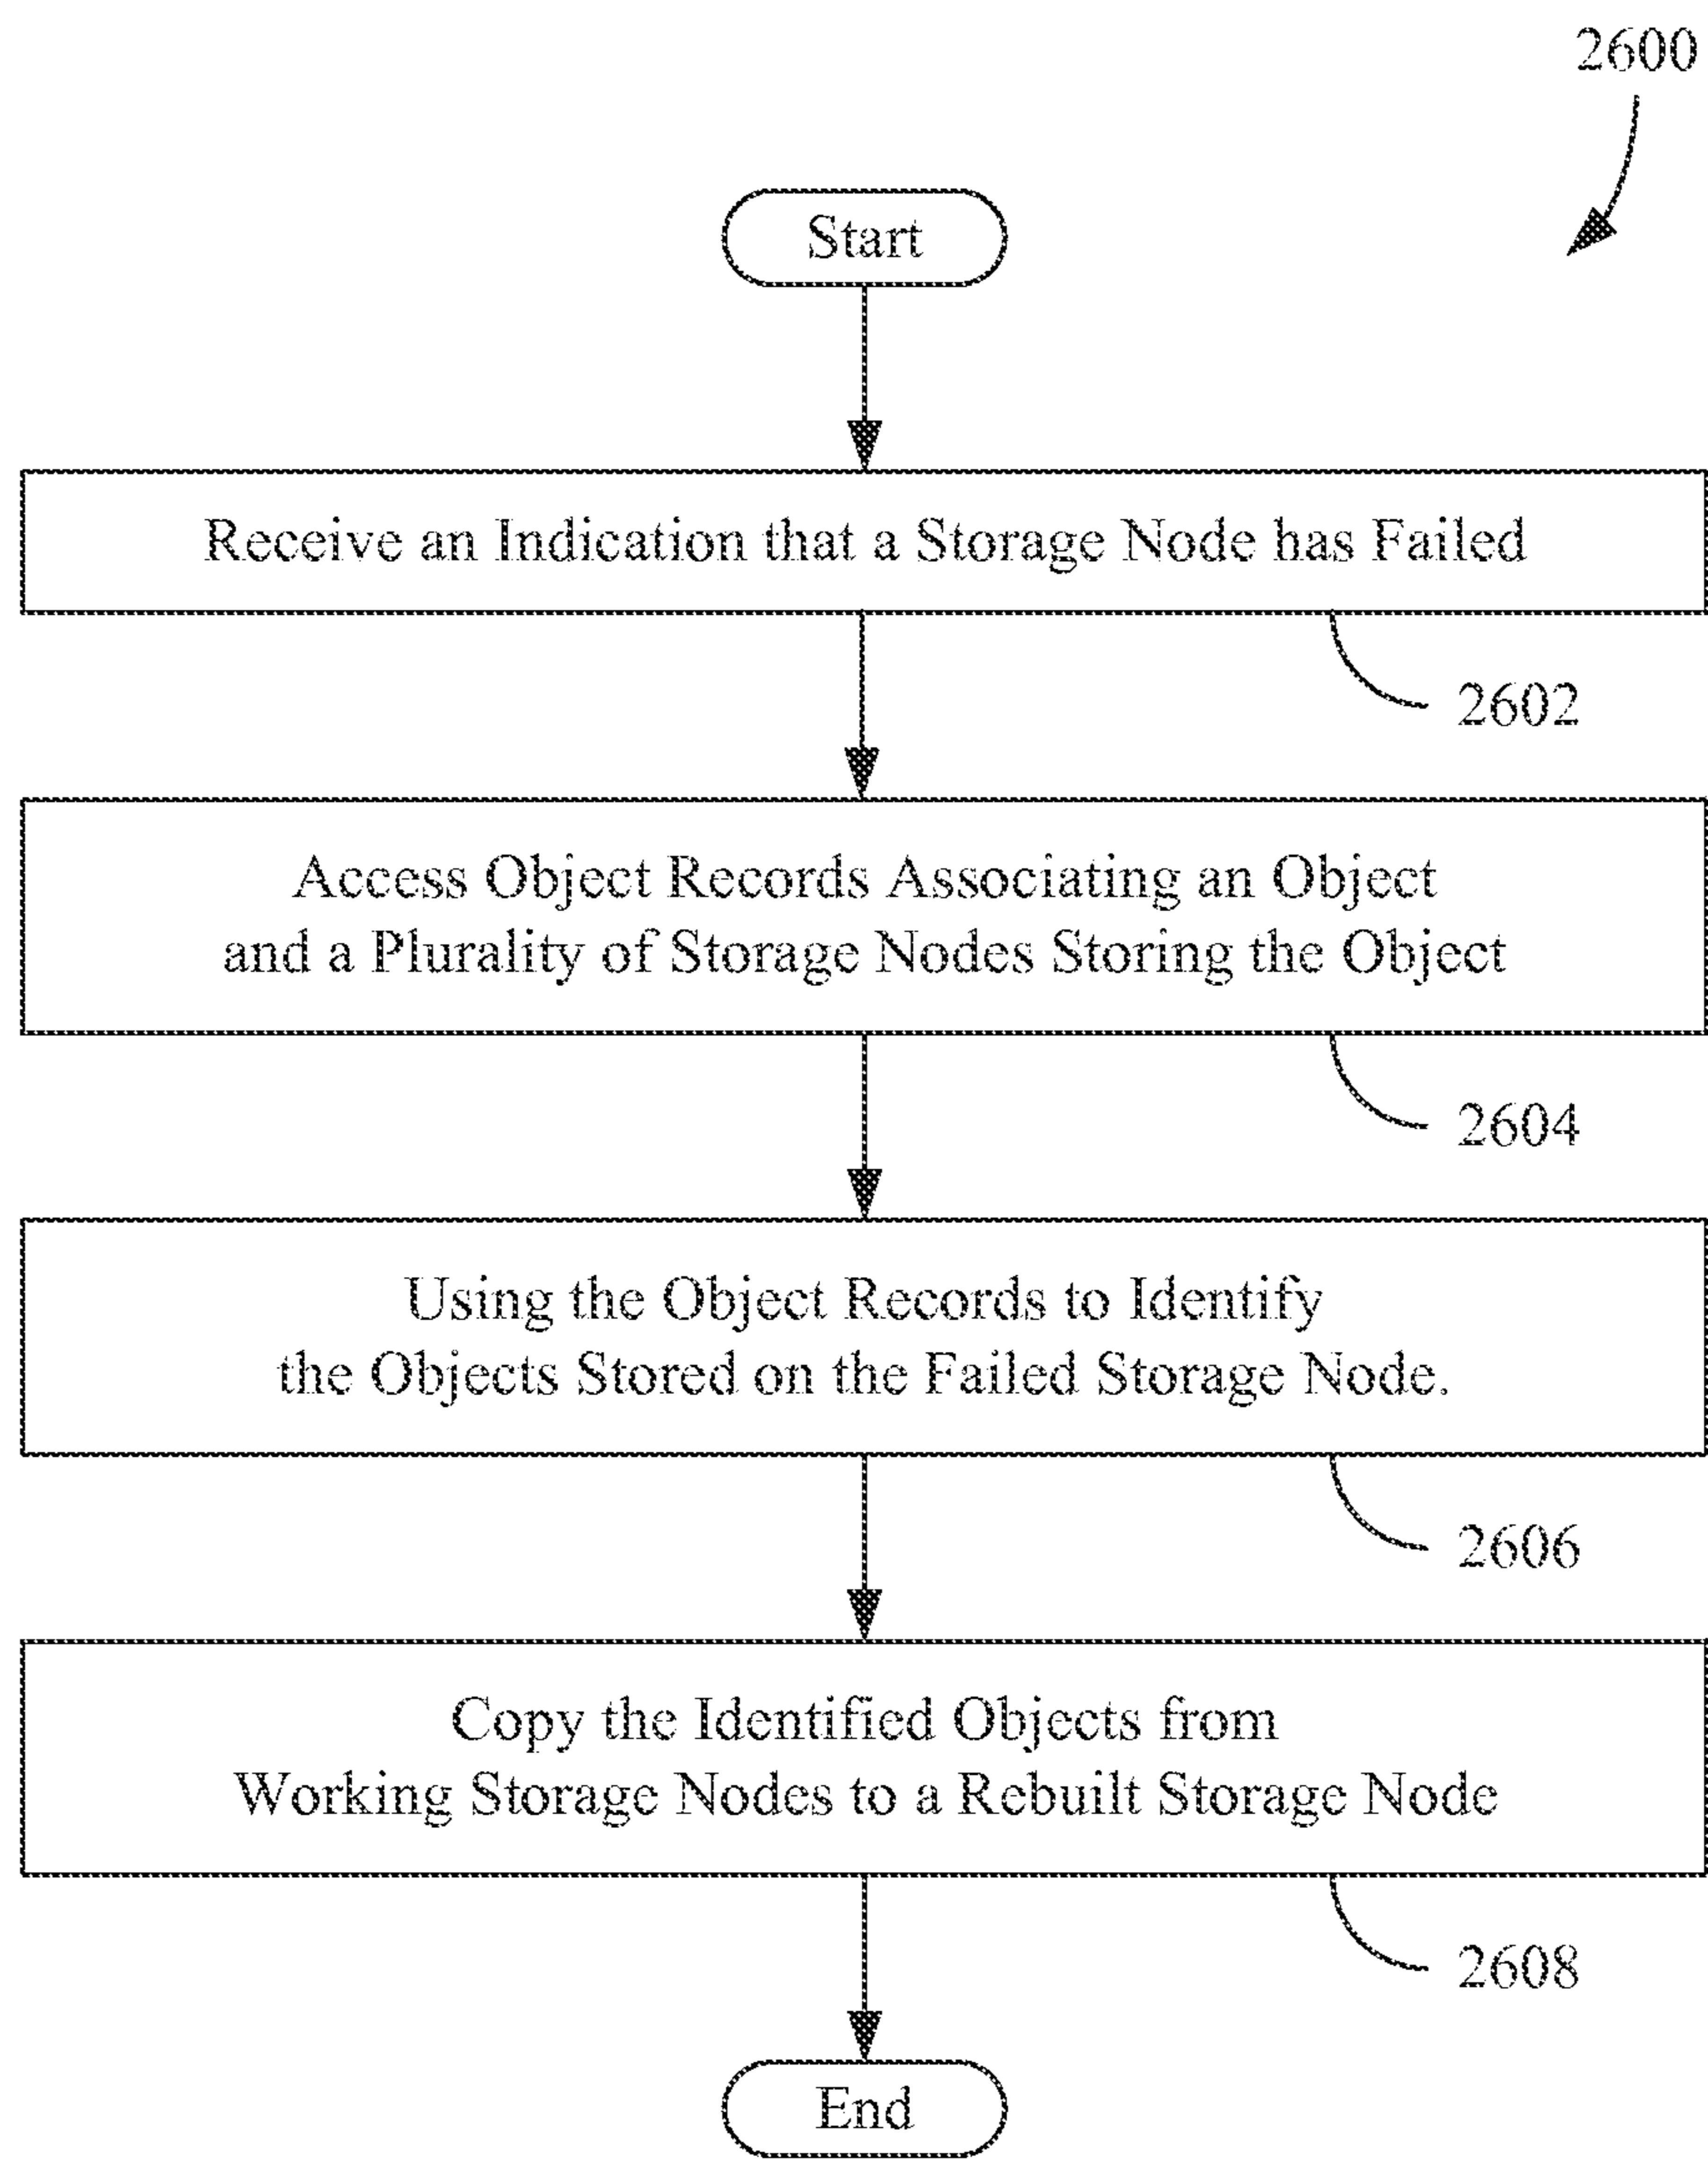 2600
Start
Receive an Indication that a Storage Node has Failed
2602
Access Object Records Associating an Object
and a Plurality of Storage Nodes Storing the Object
2604
Using the Object Records to Identify
the Objects Stored on the Failed Storage Node.
2606
Copy the Identified Objects from
Working Storage Nodes to a Rebuilt Storage Node
2608
End